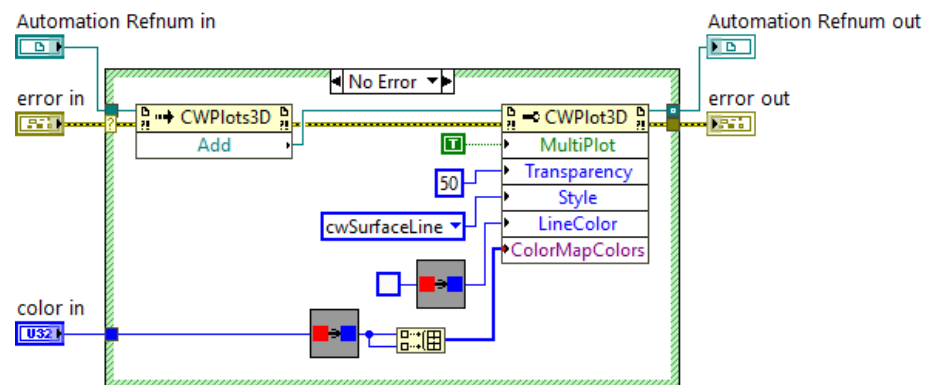 Automation Refnum in
Automation Refnum out
No Error
error in
error out
CWPlots3D
Add
CWPlot3D
MultiPlot
Transparency
Style
LineColor
ColorMapColors
T
50
cwSurfaceLine
color in
U32